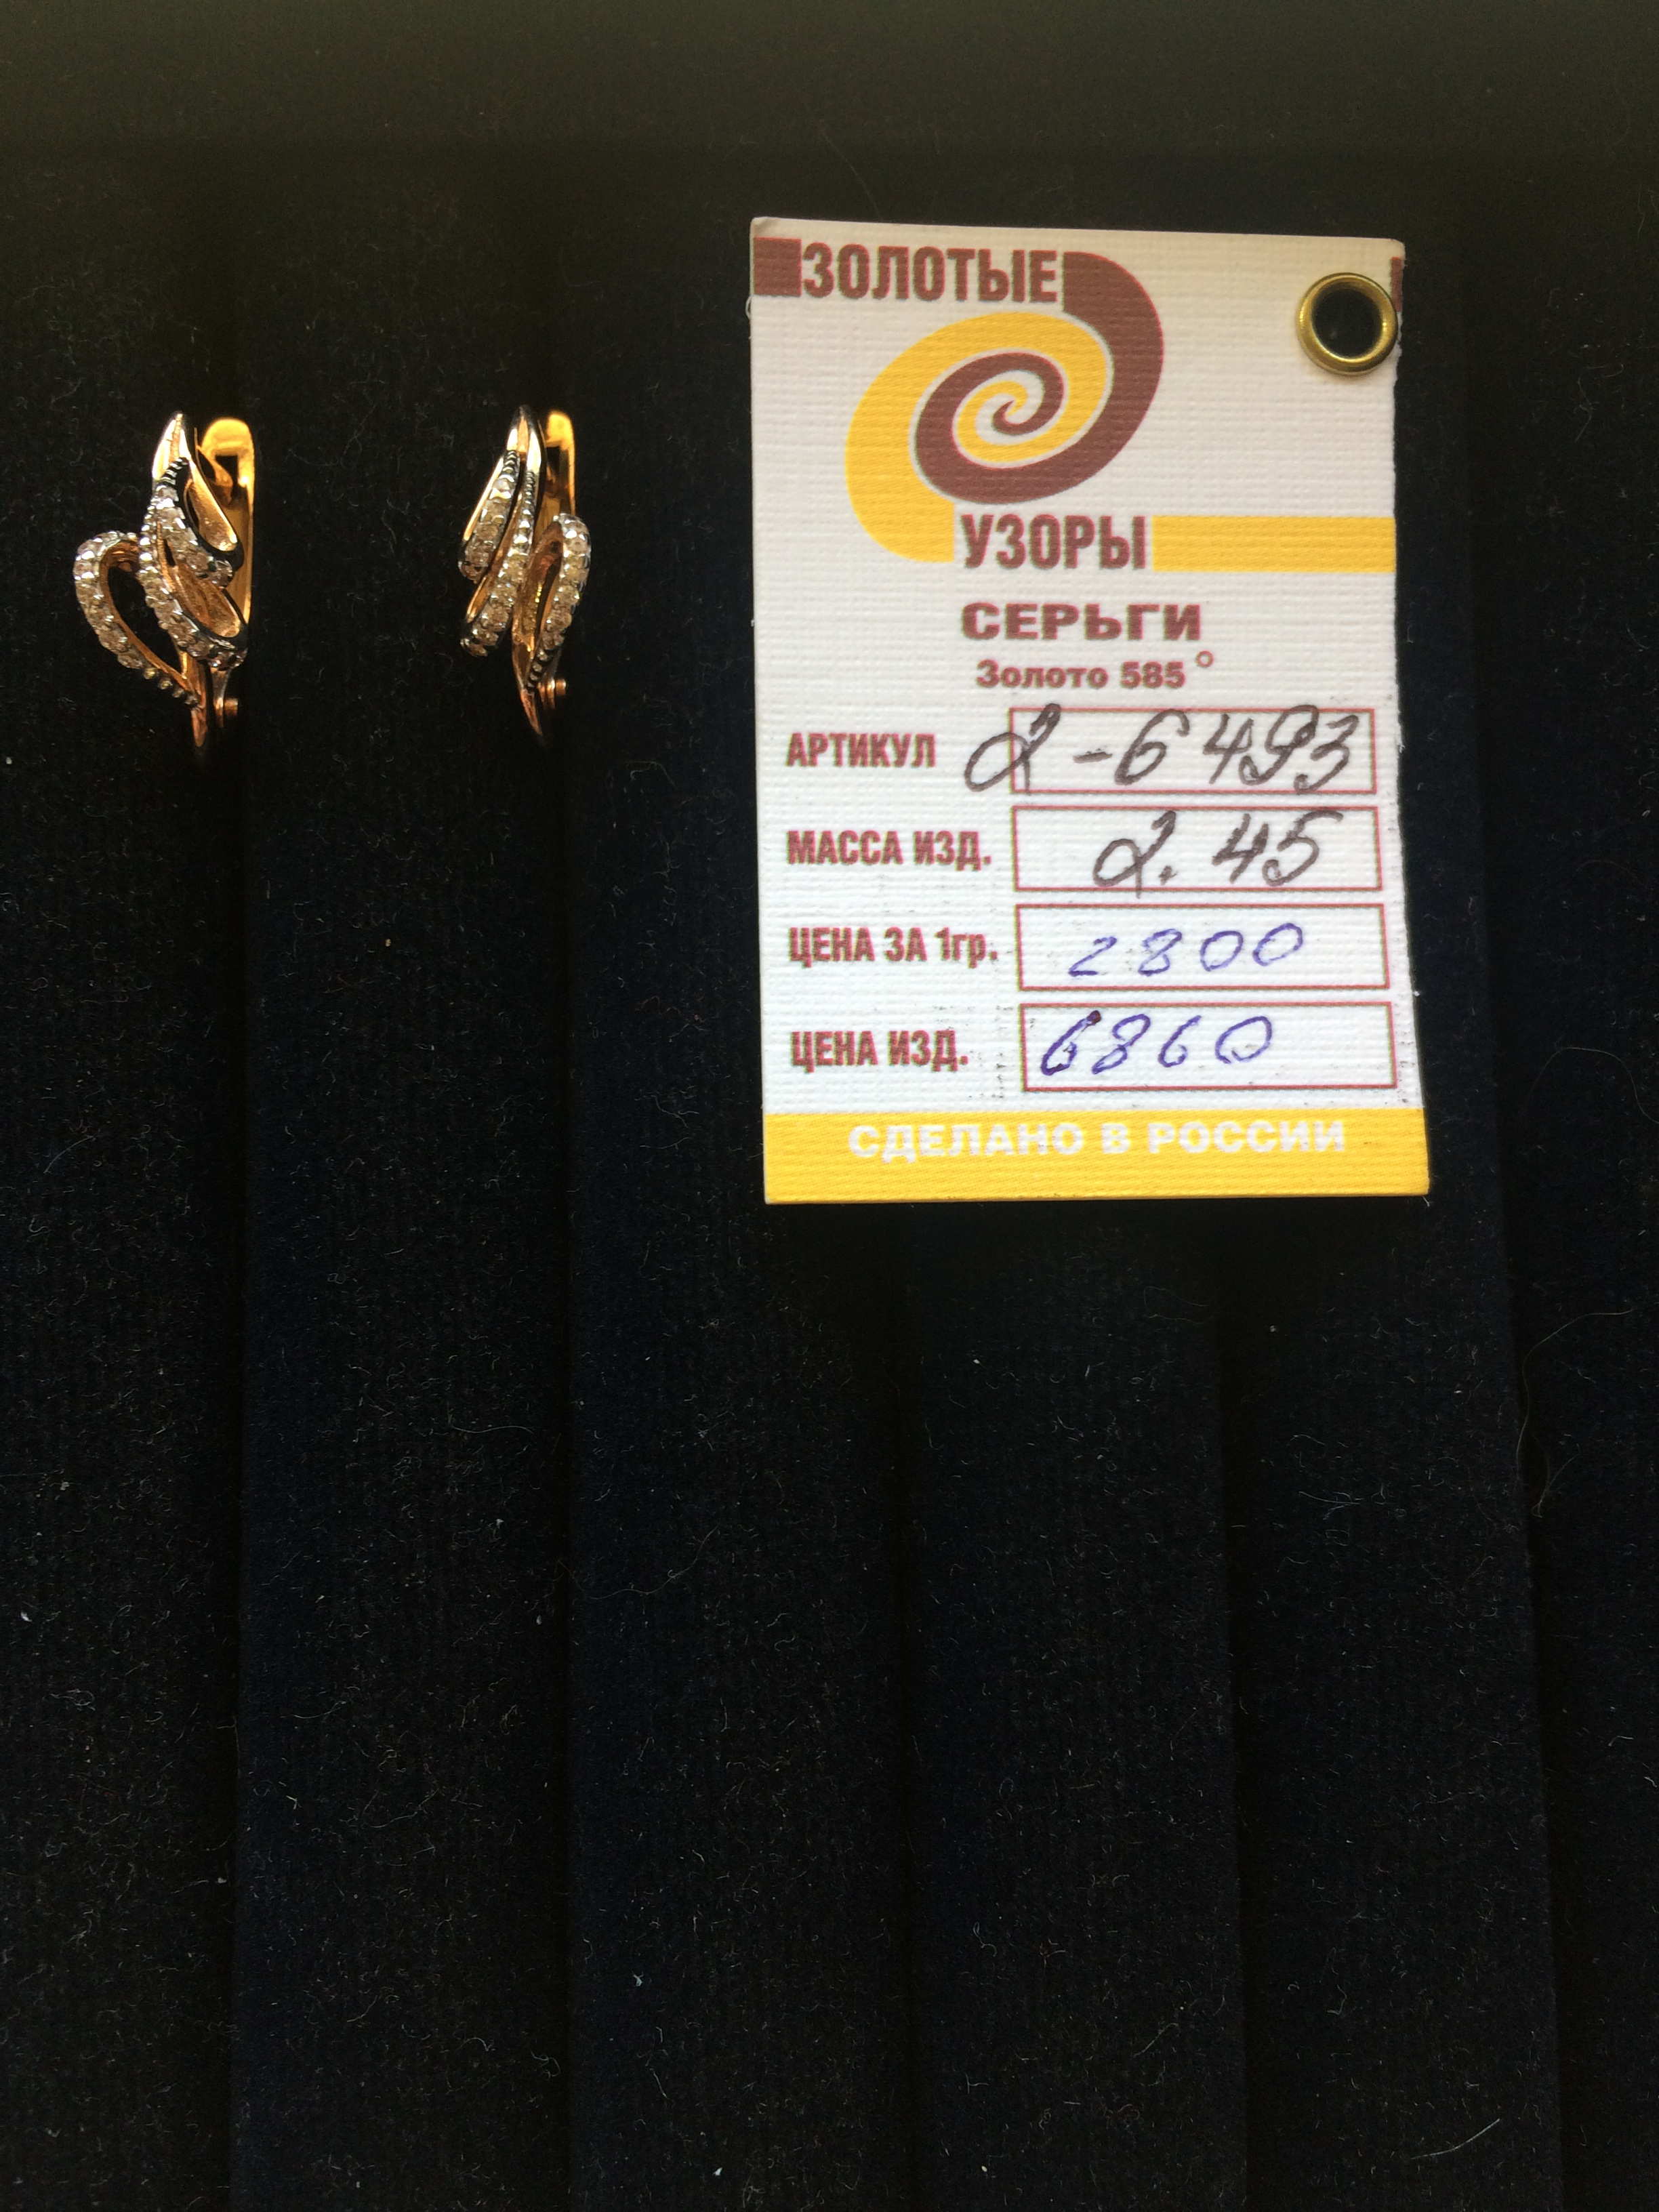 ЗОЛОТЫЕ
УЗОРЫ
СЕРЬГИ
Золото 585°
АРТИКУЛ 2-6493
МАССА ИЗД. 2.45
ЦЕНА ЗА 1гр. 2800
ЦЕНА ИЗД. 6860
СДЕЛАНО В РОССИИ